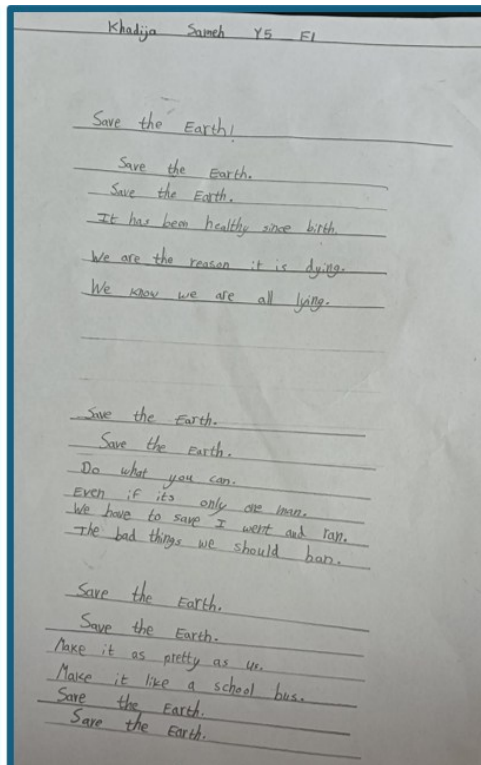 Khadija Sameh Y5 E1
Save the Earth!
Save the Earth.
Save the Earth.
It has been healthy since birth.
We are the reason it is dying.
We know we are all lying.
Save the Earth.
Save the Earth.
Do what you can.
Even if its only one man.
We have to save I went and ran.
The bad things we should ban.
Save the Earth.
Save the Earth.
Make it as pretty as us.
Make it like a school bus.
Save the Earth.
Save the Earth.